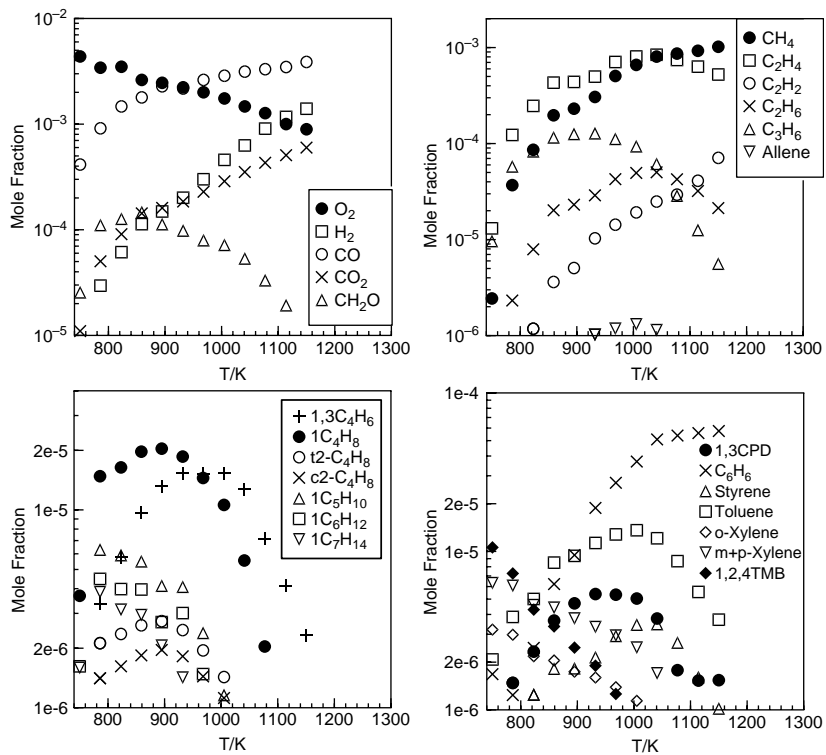 10⁻²
10⁻³
10⁻⁴
10⁻⁵
Mole Fraction
O₂
H₂
CO
CO₂
CH₂O
800 900 1000 1100 1200 1300
T/K
10⁻³
10⁻⁴
10⁻⁵
10⁻⁶
Mole Fraction
CH₄
C₂H₄
C₂H₂
C₂H₆
C₃H₆
Allene
800 900 1000 1100 1200 1300
T/K
2e-5
1e-5
2e-6
1e-6
Mole Fraction
1,3C₄H₆
1C₄H₈
t2-C₄H₈
c2-C₄H₈
1C₅H₁₀
1C₆H₁₂
1C₇H₁₄
800 900 1000 1100 1200 1300
T/K
1e-4
2e-5
1e-5
2e-6
1e-6
Mole Fraction
1,3CPD
C₆H₆
Styrene
Toluene
o-Xylene
m+p-Xylene
1,2,4TMB
800 900 1000 1100 1200 1300
T/K